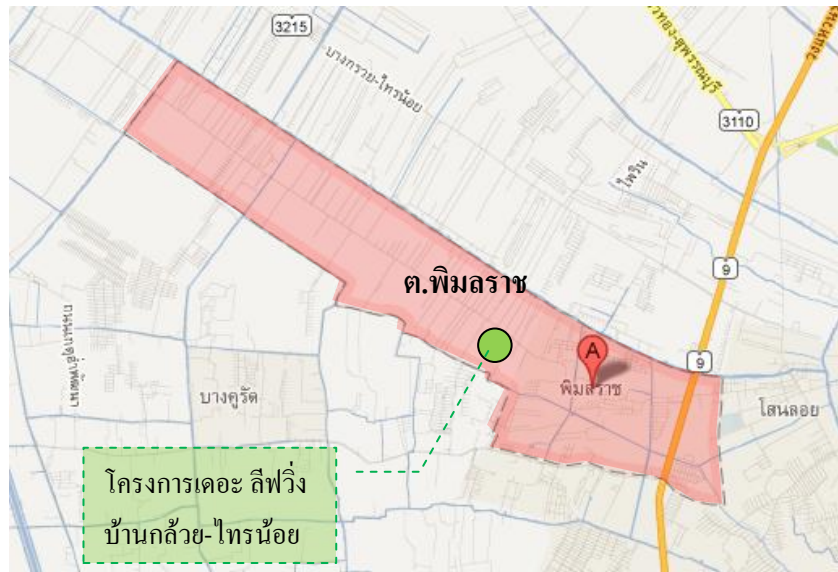 3215
บางกรวย-ไทรน้อย
3110
ไพริน
9
ต.พิมลราช
A
9
พิมลราช
บางคูรัด
โสนลอย
โครงการเดอะ ลีฟวิ่ง
บ้านกล้วย-ไทรน้อย